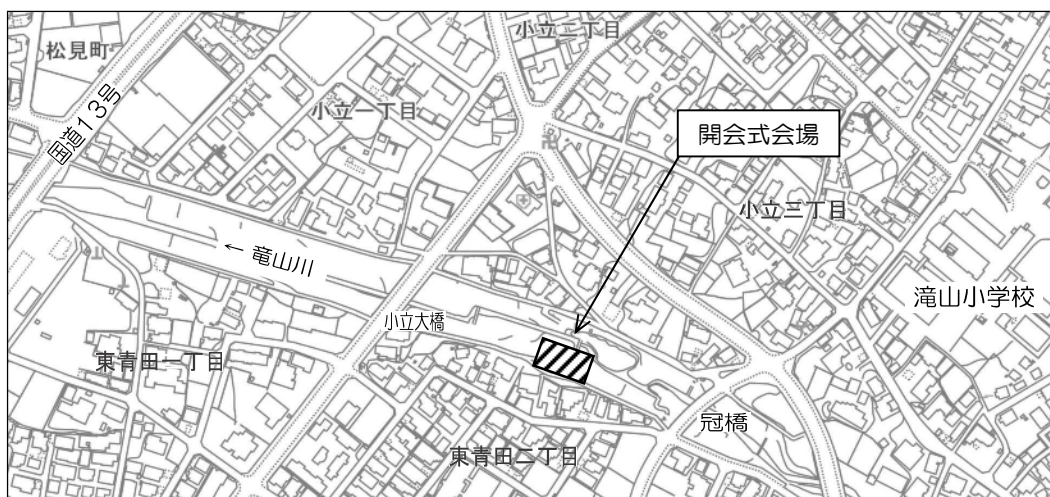 松見町
小立二丁目
国道13号
小立一丁目
開会式会場
小立三丁目
← 竜山川
滝山小学校
小立大橋
東青田一丁目
冠橋
東青田二丁目